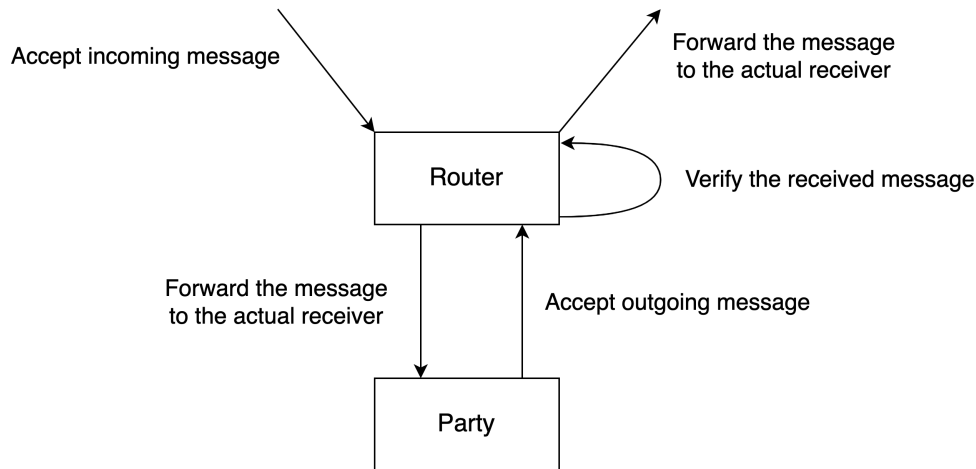 Accept incoming message
Forward the message
to the actual receiver
Router
Verify the received message
Forward the message
to the actual receiver
Accept outgoing message
Party